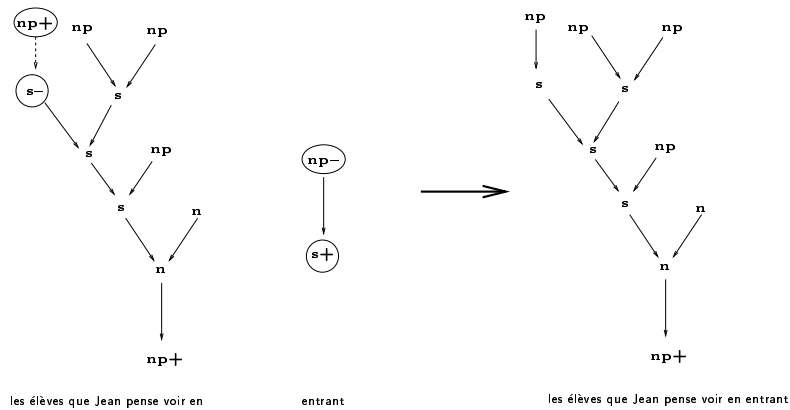 np+ np np np np np
s- s s s
s np np- s np
s n s+ s n
n n
np+ np+
les élèves que Jean pense voir en entrant les élèves que Jean pense voir en entrant